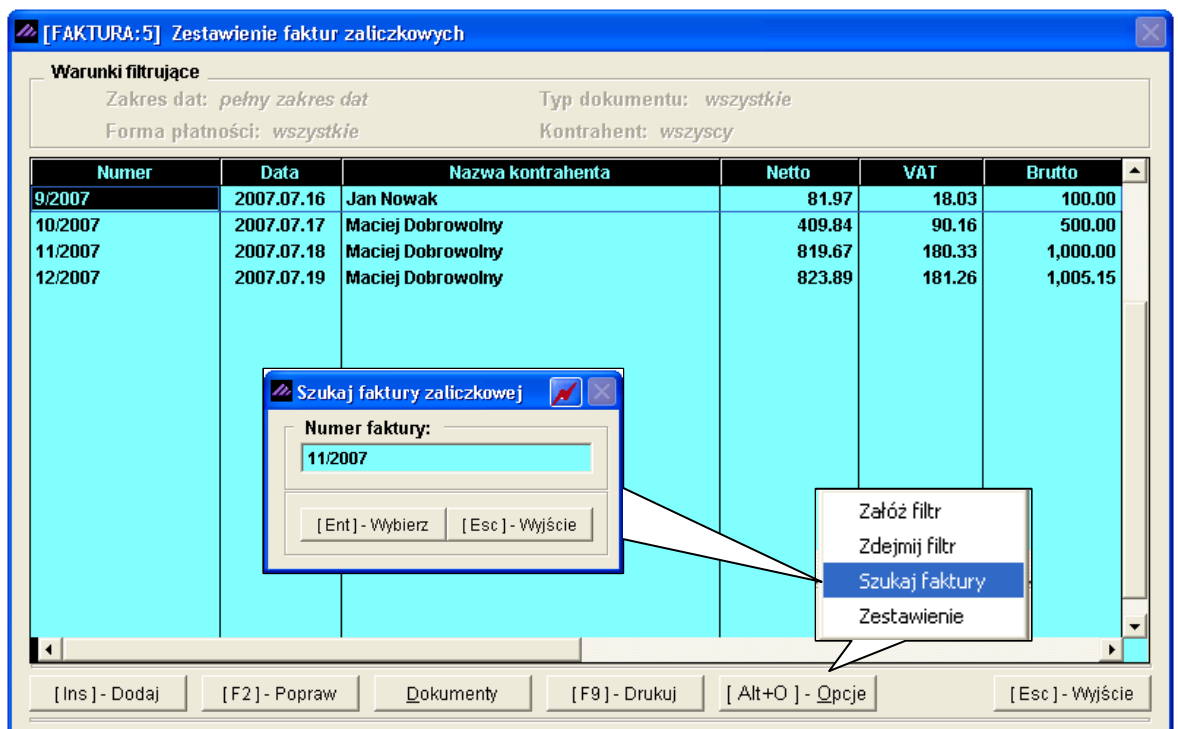 [FAKTURA:5] Zestawienie faktur zaliczkowych
Warunki filtrujące
Zakres dat: pełny zakres dat Typ dokumentu: wszystkie
Forma płatności: wszystkie Kontrahent: wszyscy
Numer Data Nazwa kontrahenta Netto VAT Brutto
9/2007 2007.07.16 Jan Nowak 81.97 18.03 100.00
10/2007 2007.07.17 Maciej Dobrowolny 409.84 90.16 500.00
11/2007 2007.07.18 Maciej Dobrowolny 819.67 180.33 1,000.00
12/2007 2007.07.19 Maciej Dobrowolny 823.89 181.26 1,005.15
Szukaj faktury zaliczkowej
Numer faktury:
11/2007
[ Ent ] - Wybierz [ Esc ] - Wyjście
Załóż filtr
Zdejmij filtr
Szukaj faktury
Zestawienie
[ Ins ] - Dodaj [ F2 ] - Popraw Dokumenty [ F9 ] - Drukuj [ Alt+O ] - Opcje [ Esc ] - Wyjście